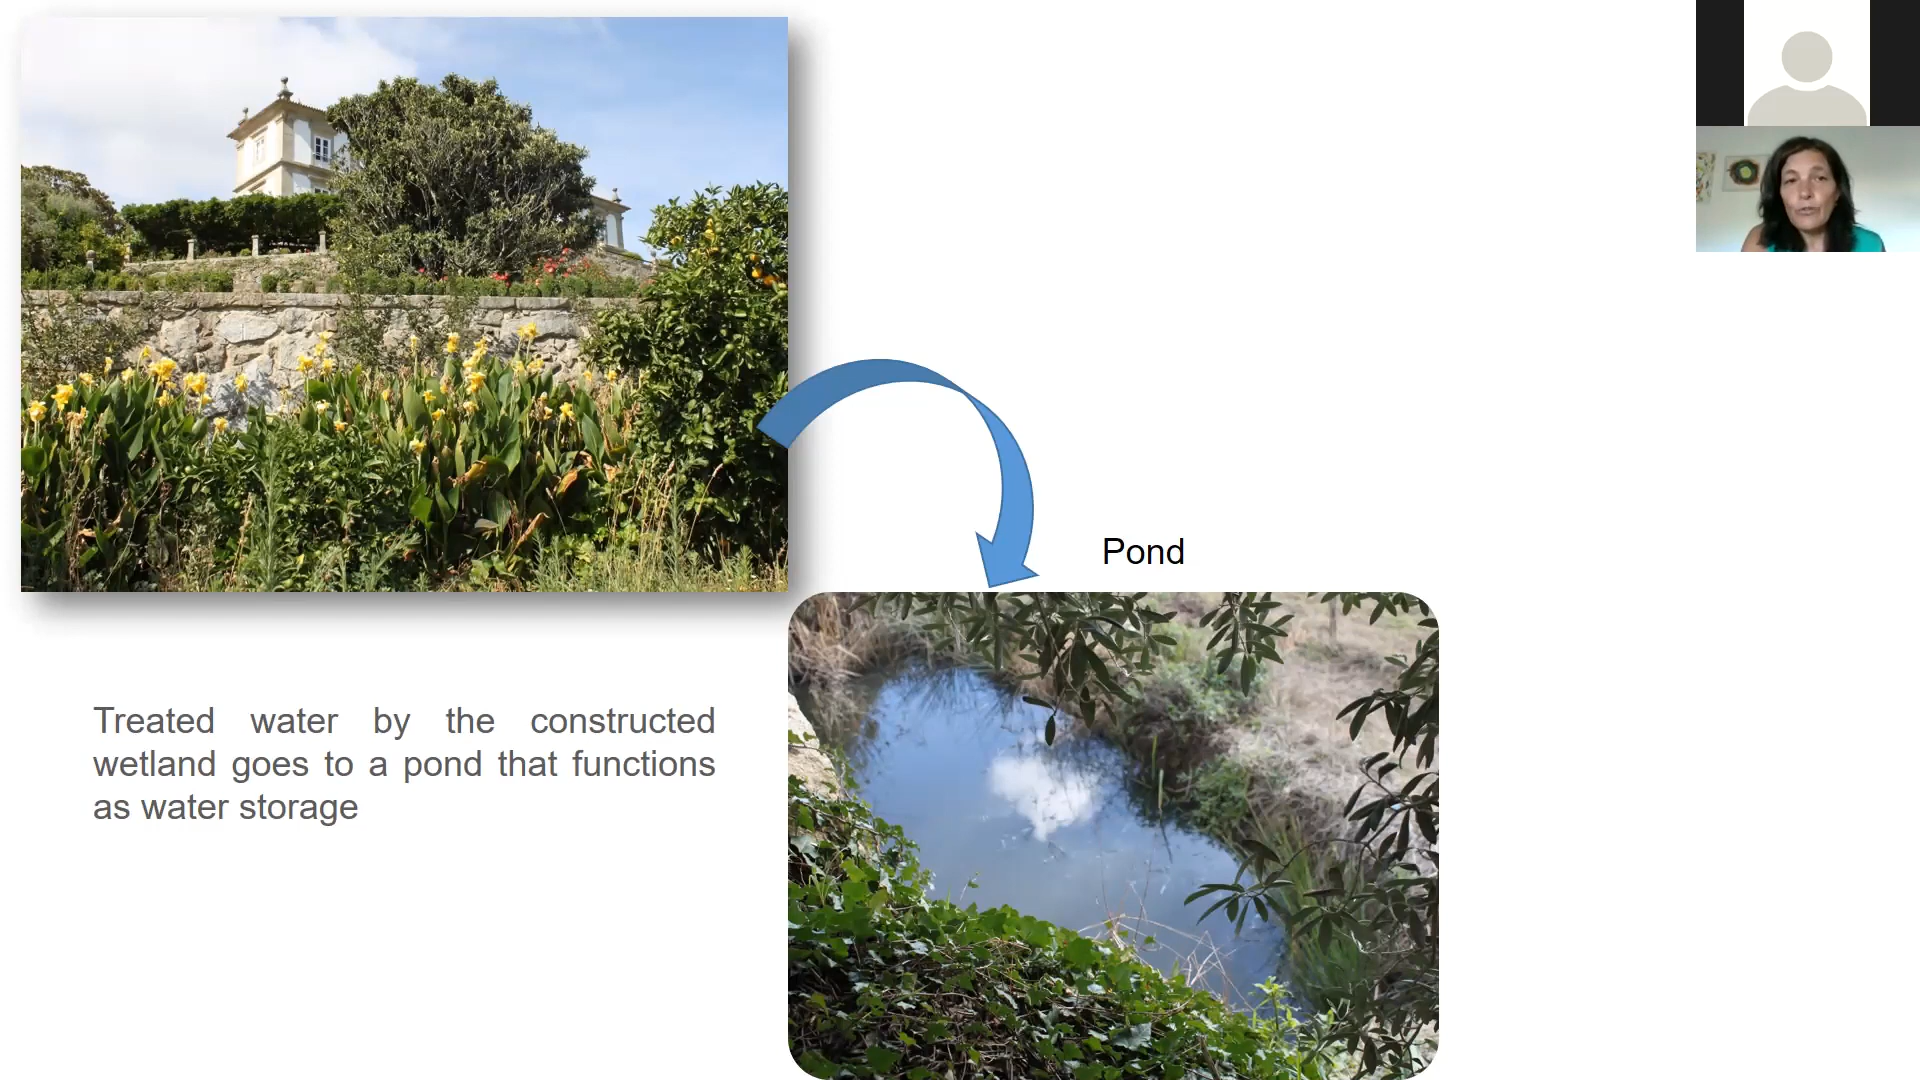 Pond
Treated water by the constructed
wetland goes to a pond that functions
as water storage